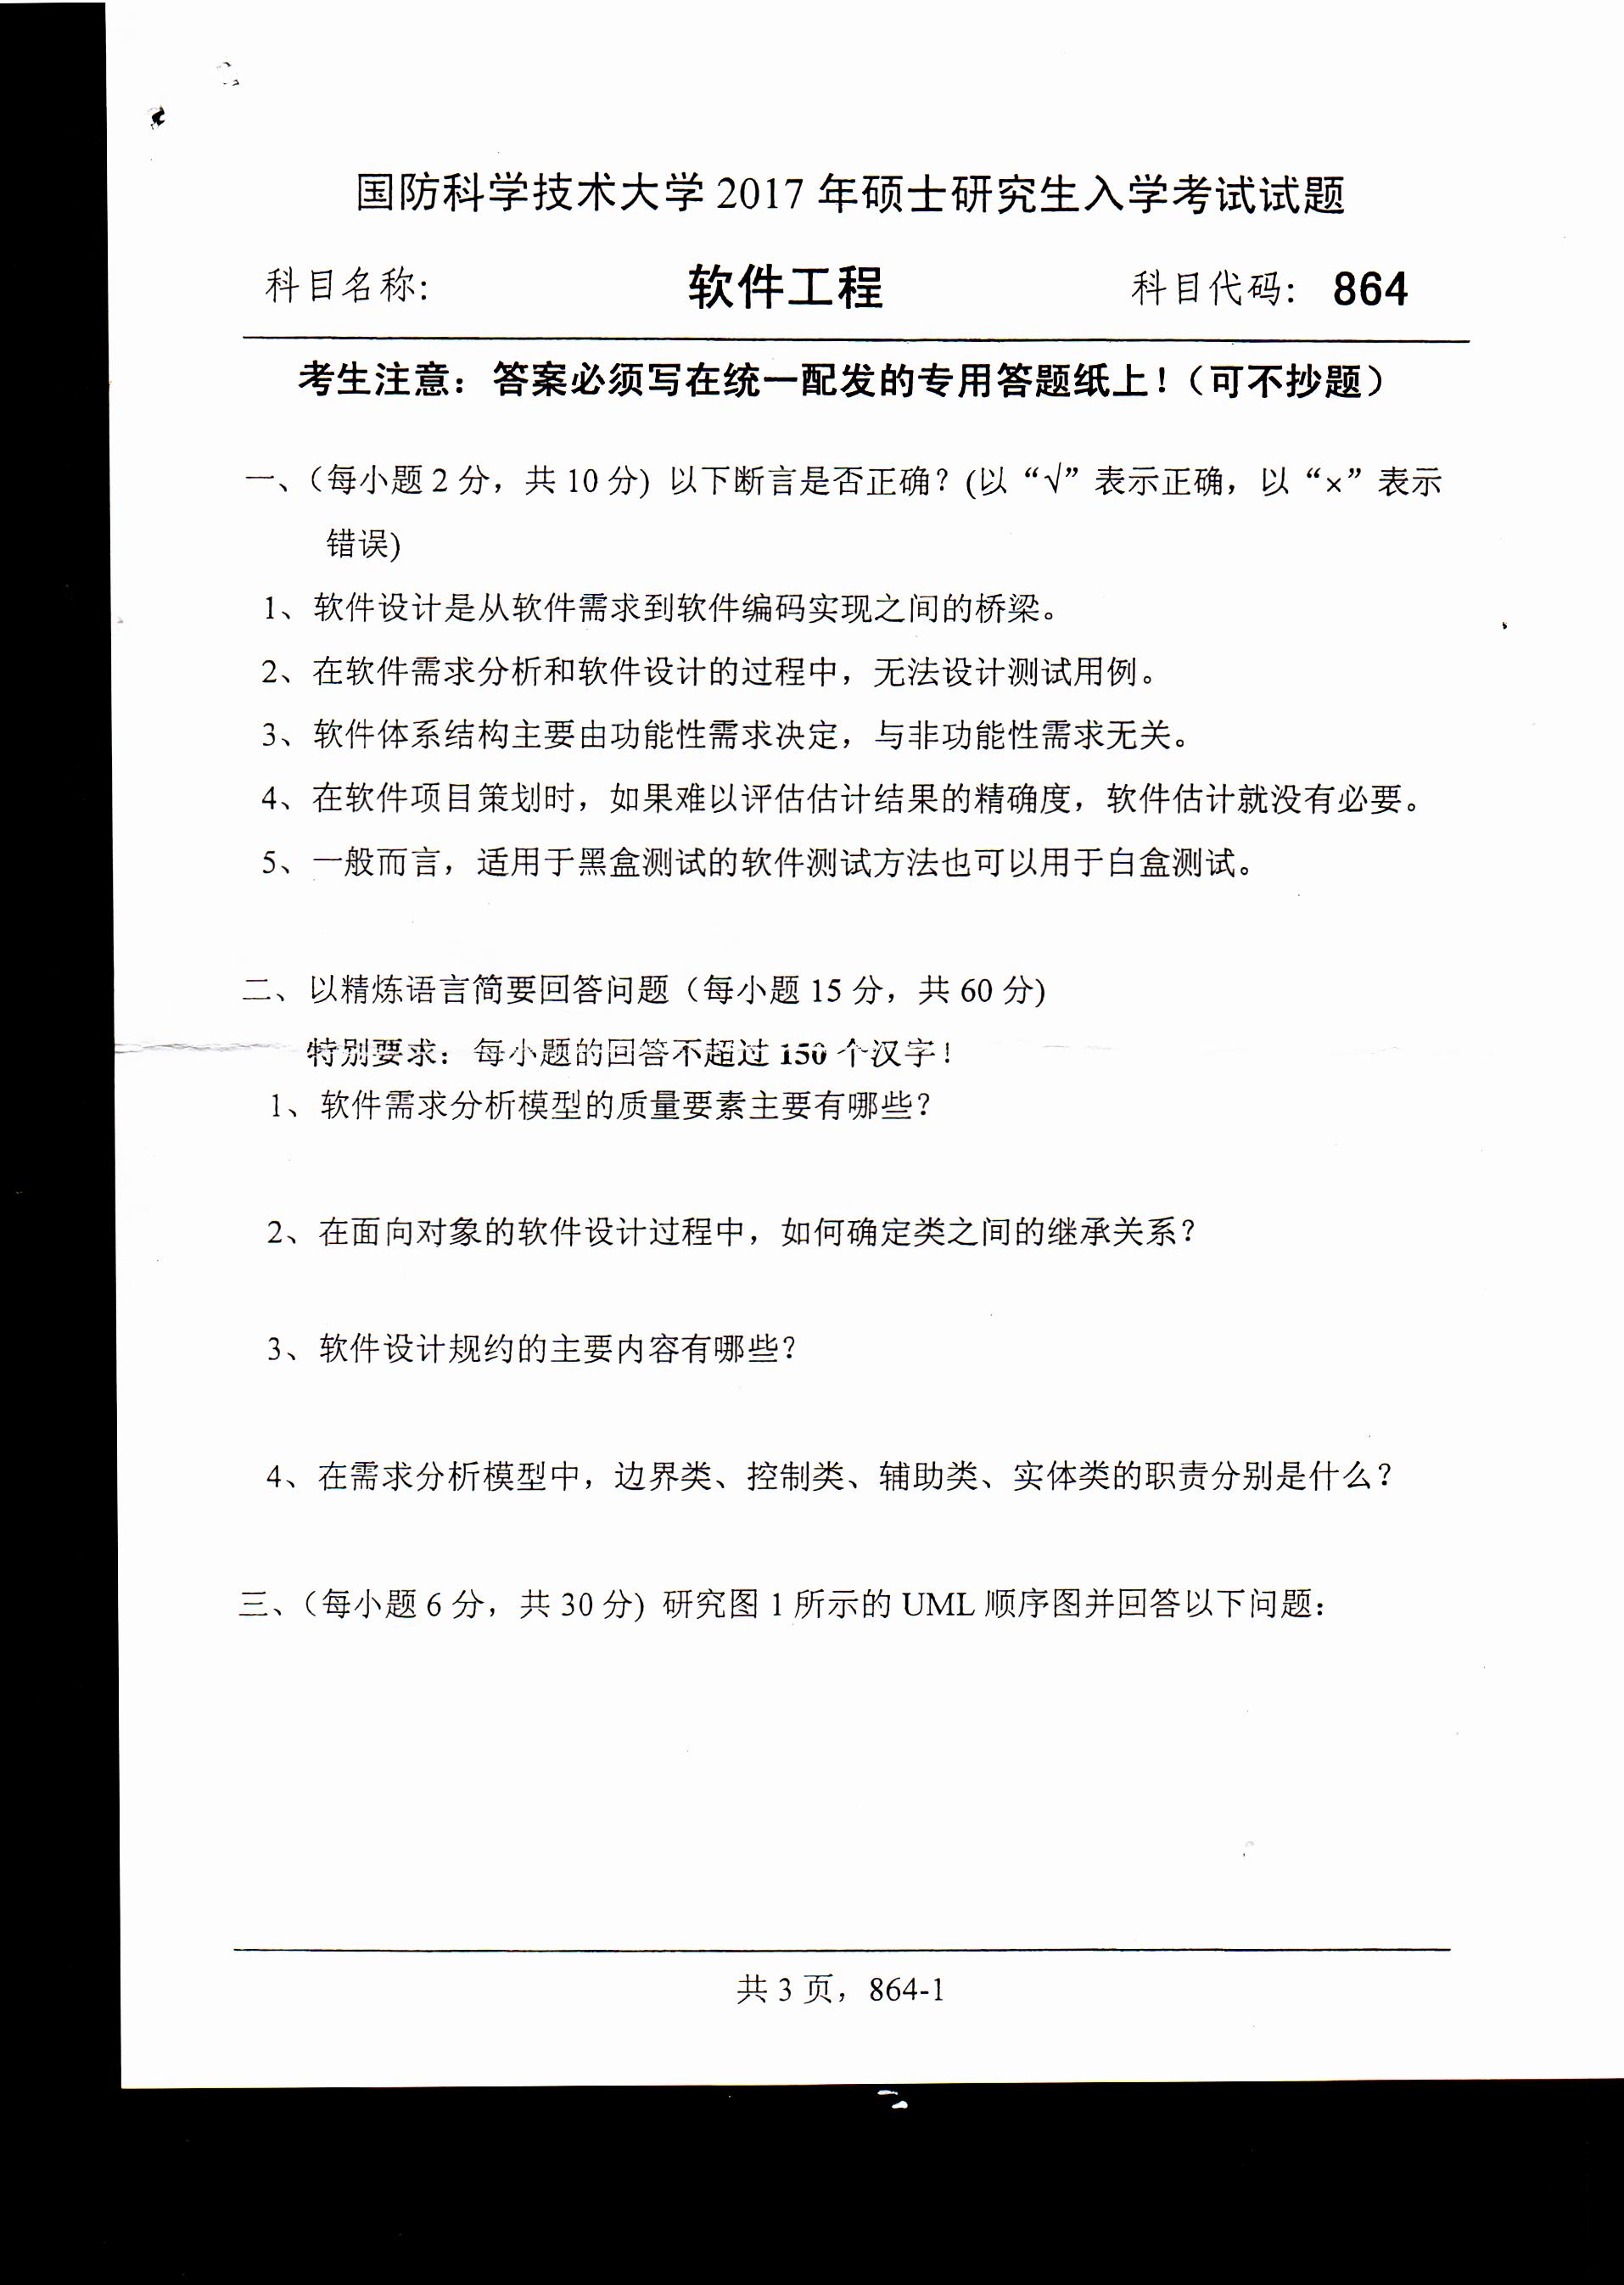 国防科学技术大学 2017 年硕士研究生入学考试试题
科目名称: 软件工程 科目代码: 864
考生注意：答案必须写在统一配发的专用答题纸上！（可不抄题）
一、（每小题 2 分，共 10 分) 以下断言是否正确？(以“√”表示正确，以“×”表示
错误)
1、软件设计是从软件需求到软件编码实现之间的桥梁。
2、在软件需求分析和软件设计的过程中，无法设计测试用例。
3、软件体系结构主要由功能性需求决定，与非功能性需求无关。
4、在软件项目策划时，如果难以评估估计结果的精确度，软件估计就没有必要。
5、一般而言，适用于黑盒测试的软件测试方法也可以用于白盒测试。
二、以精炼语言简要回答问题（每小题 15 分，共 60 分)
特别要求：每小题的回答不超过 150 个汉字！
1、软件需求分析模型的质量要素主要有哪些？
2、在面向对象的软件设计过程中，如何确定类之间的继承关系？
3、软件设计规约的主要内容有哪些？
4、在需求分析模型中，边界类、控制类、辅助类、实体类的职责分别是什么？
三、（每小题 6 分，共 30 分) 研究图 1 所示的 UML 顺序图并回答以下问题：
共 3 页，864-1